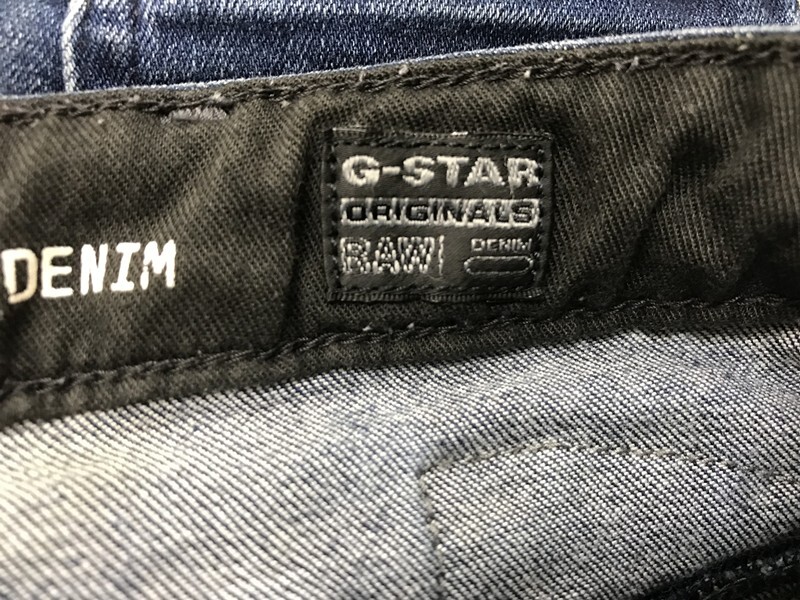 DENIM
G-STAR
ORIGINALS
RAW DENIM